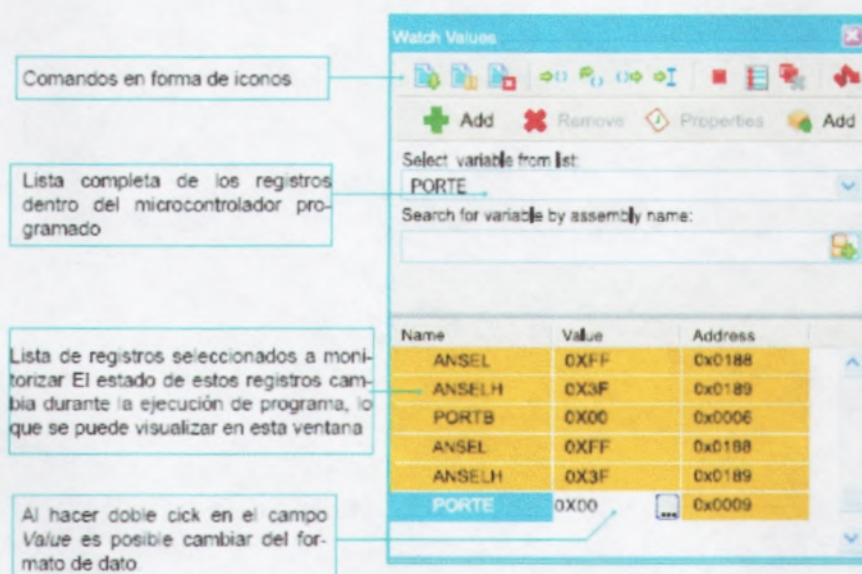 Comandos en forma de iconos
Lista completa de los registros
dentro del microcontrolador pro-
gramado
Lista de registros seleccionados a moni-
torizar El estado de estos registros cam-
bia durante la ejecución de programa, lo
que se puede visualizar en esta ventana
Al hacer doble cick en el campo
Value es posible cambiar del for-
mato de dato
Watch Values
Add Remove Properties Add
Select variable from list:
PORTE
Search for variable by assembly name:
Name Value Address
ANSEL 0XFF 0x0188
ANSELH 0X3F 0x0189
PORTB 0X00 0x0006
ANSEL 0XFF 0x0188
ANSELH 0X3F 0x0189
PORTE 0X00 ... 0x0009